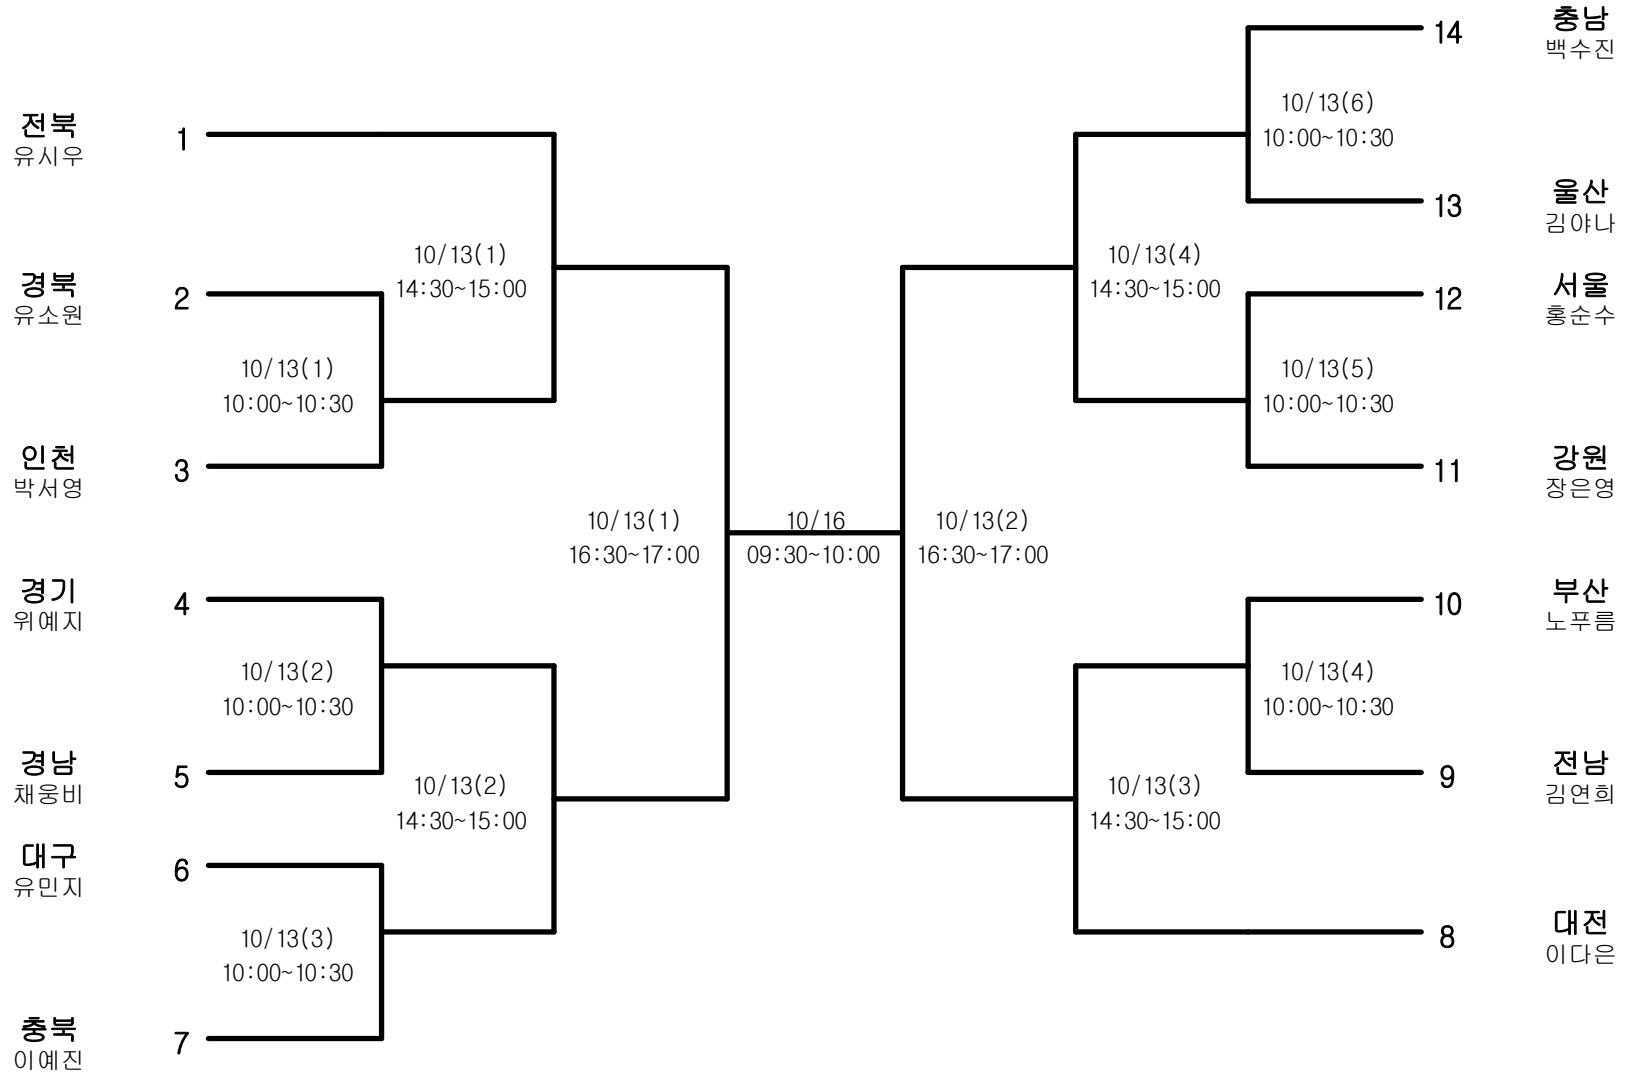 전북
유시우
1
경북
유소원
2
인천
박서영
3
경기
위예지
4
경남
채웅비
5
대구
유민지
6
충북
이예진
7
10/13(1)
10:00~10:30
10/13(2)
10:00~10:30
10/13(3)
10:00~10:30
10/13(1)
14:30~15:00
10/13(2)
14:30~15:00
10/13(1)
16:30~17:00
10/16
09:30~10:00
10/13(2)
16:30~17:00
10/13(4)
14:30~15:00
10/13(3)
14:30~15:00
10/13(6)
10:00~10:30
10/13(5)
10:00~10:30
10/13(4)
10:00~10:30
14
충남
백수진
13
울산
김야나
12
서울
홍순수
11
강원
장은영
10
부산
노푸름
9
전남
김연희
8
대전
이다은